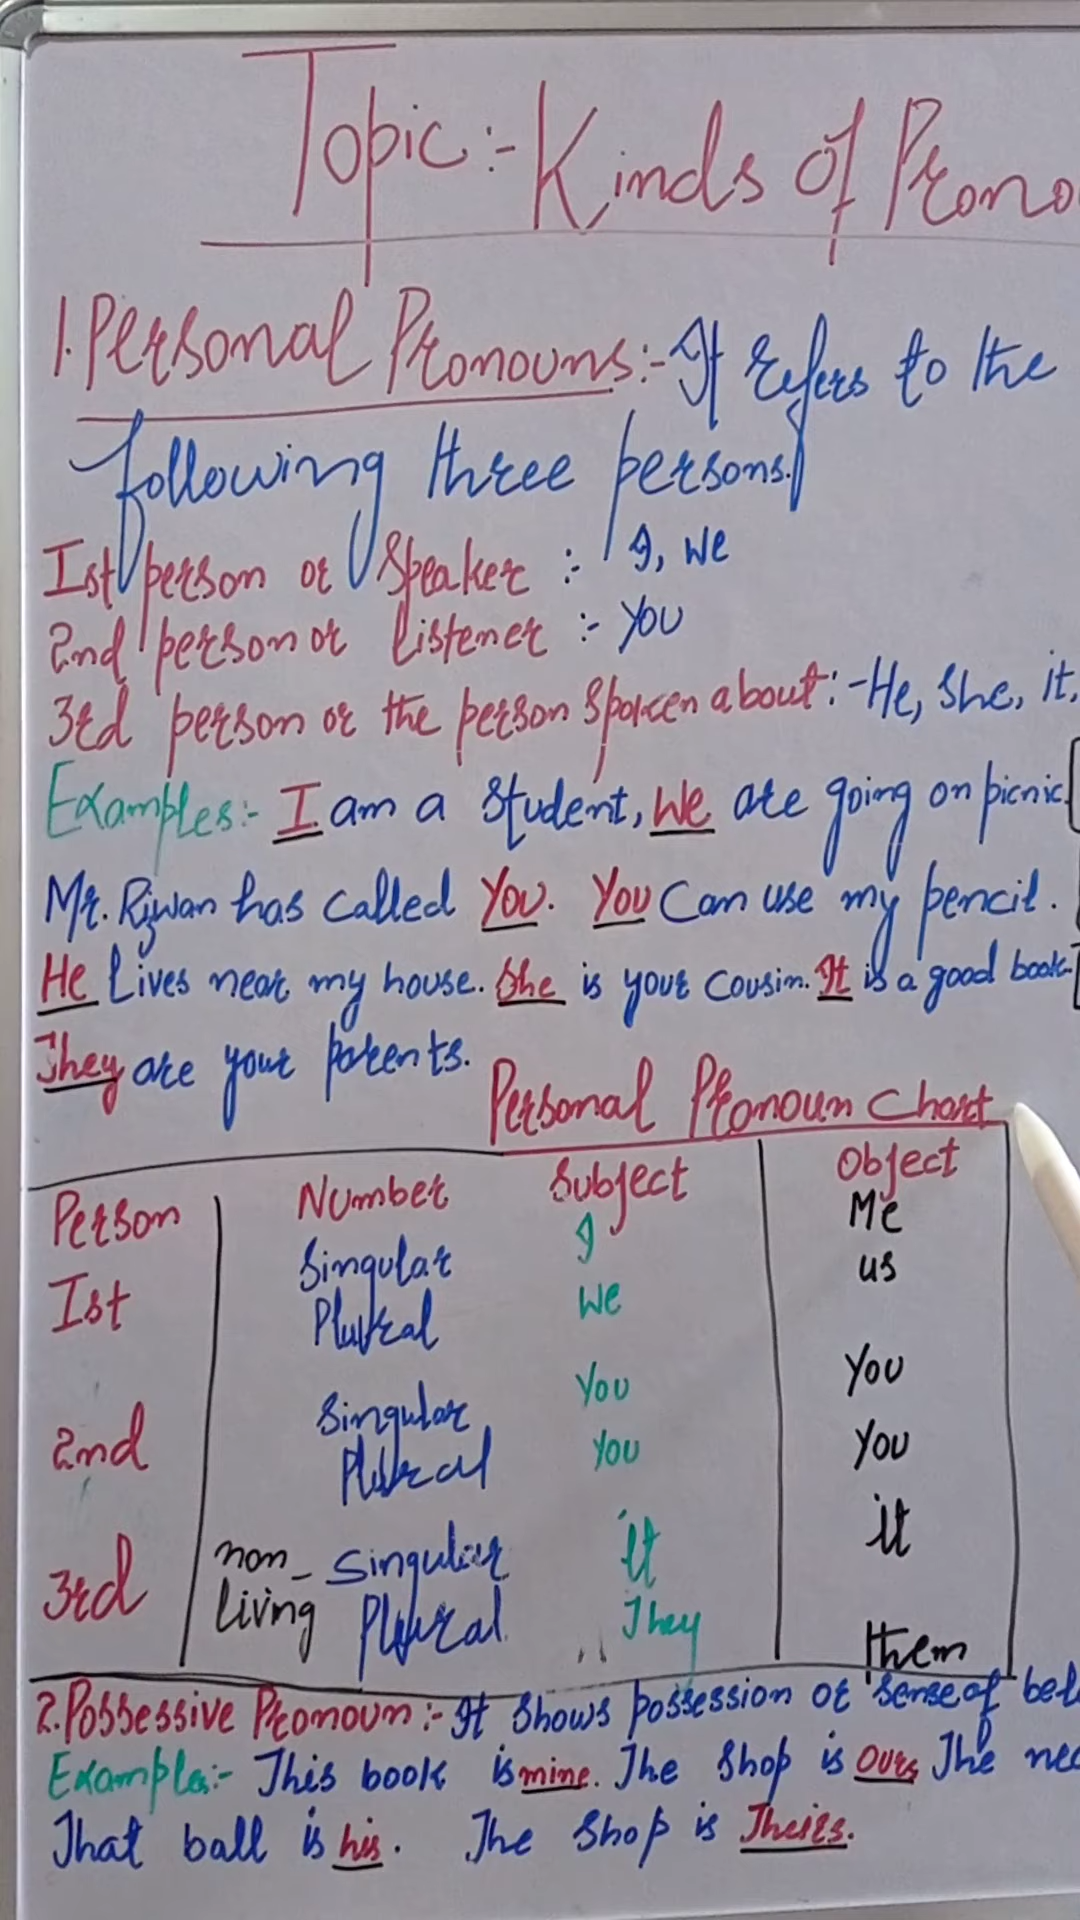 Topic:- Kinds of Prono
1. Personal Pronouns:- It refers to the
following three persons.
Ist person or Speaker :- I, We
2nd person or listener :- You
3rd person or the person spoken about:- He, She, it,
Examples:- I am a student, We are going on picnic.
Mr. Rizwan has called You. You Can use my pencil.
He lives near my house. She is your cousin. It is a good book.
They are your parents.
Personal Pronoun Chart
Person Number Subject Object
Ist Singular I Me
Plural We us
2nd Singular You You
Plural You You
3rd non-living Singular it it
Plural They them
2. Possessive Pronoun:- It shows possession or sense of bel
Examples:- This book is mine. The Shop is ours. The nec
That ball is his. The Shop is Theirs.